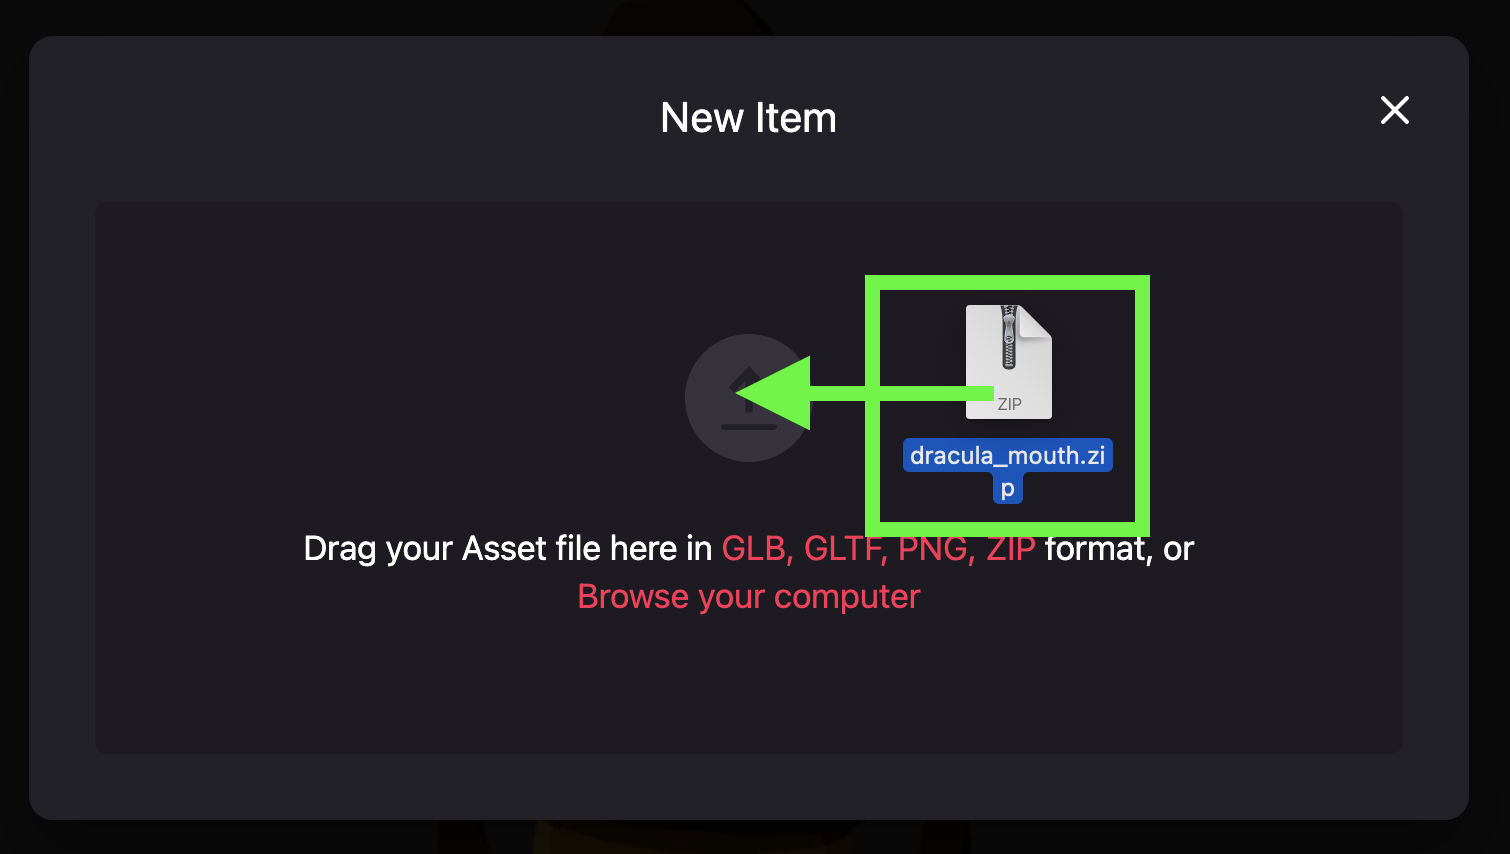 New Item
ZIP
dracula_mouth.zi
p
Drag your Asset file here in GLB, GLTF, PNG, ZIP format, or
Browse your computer